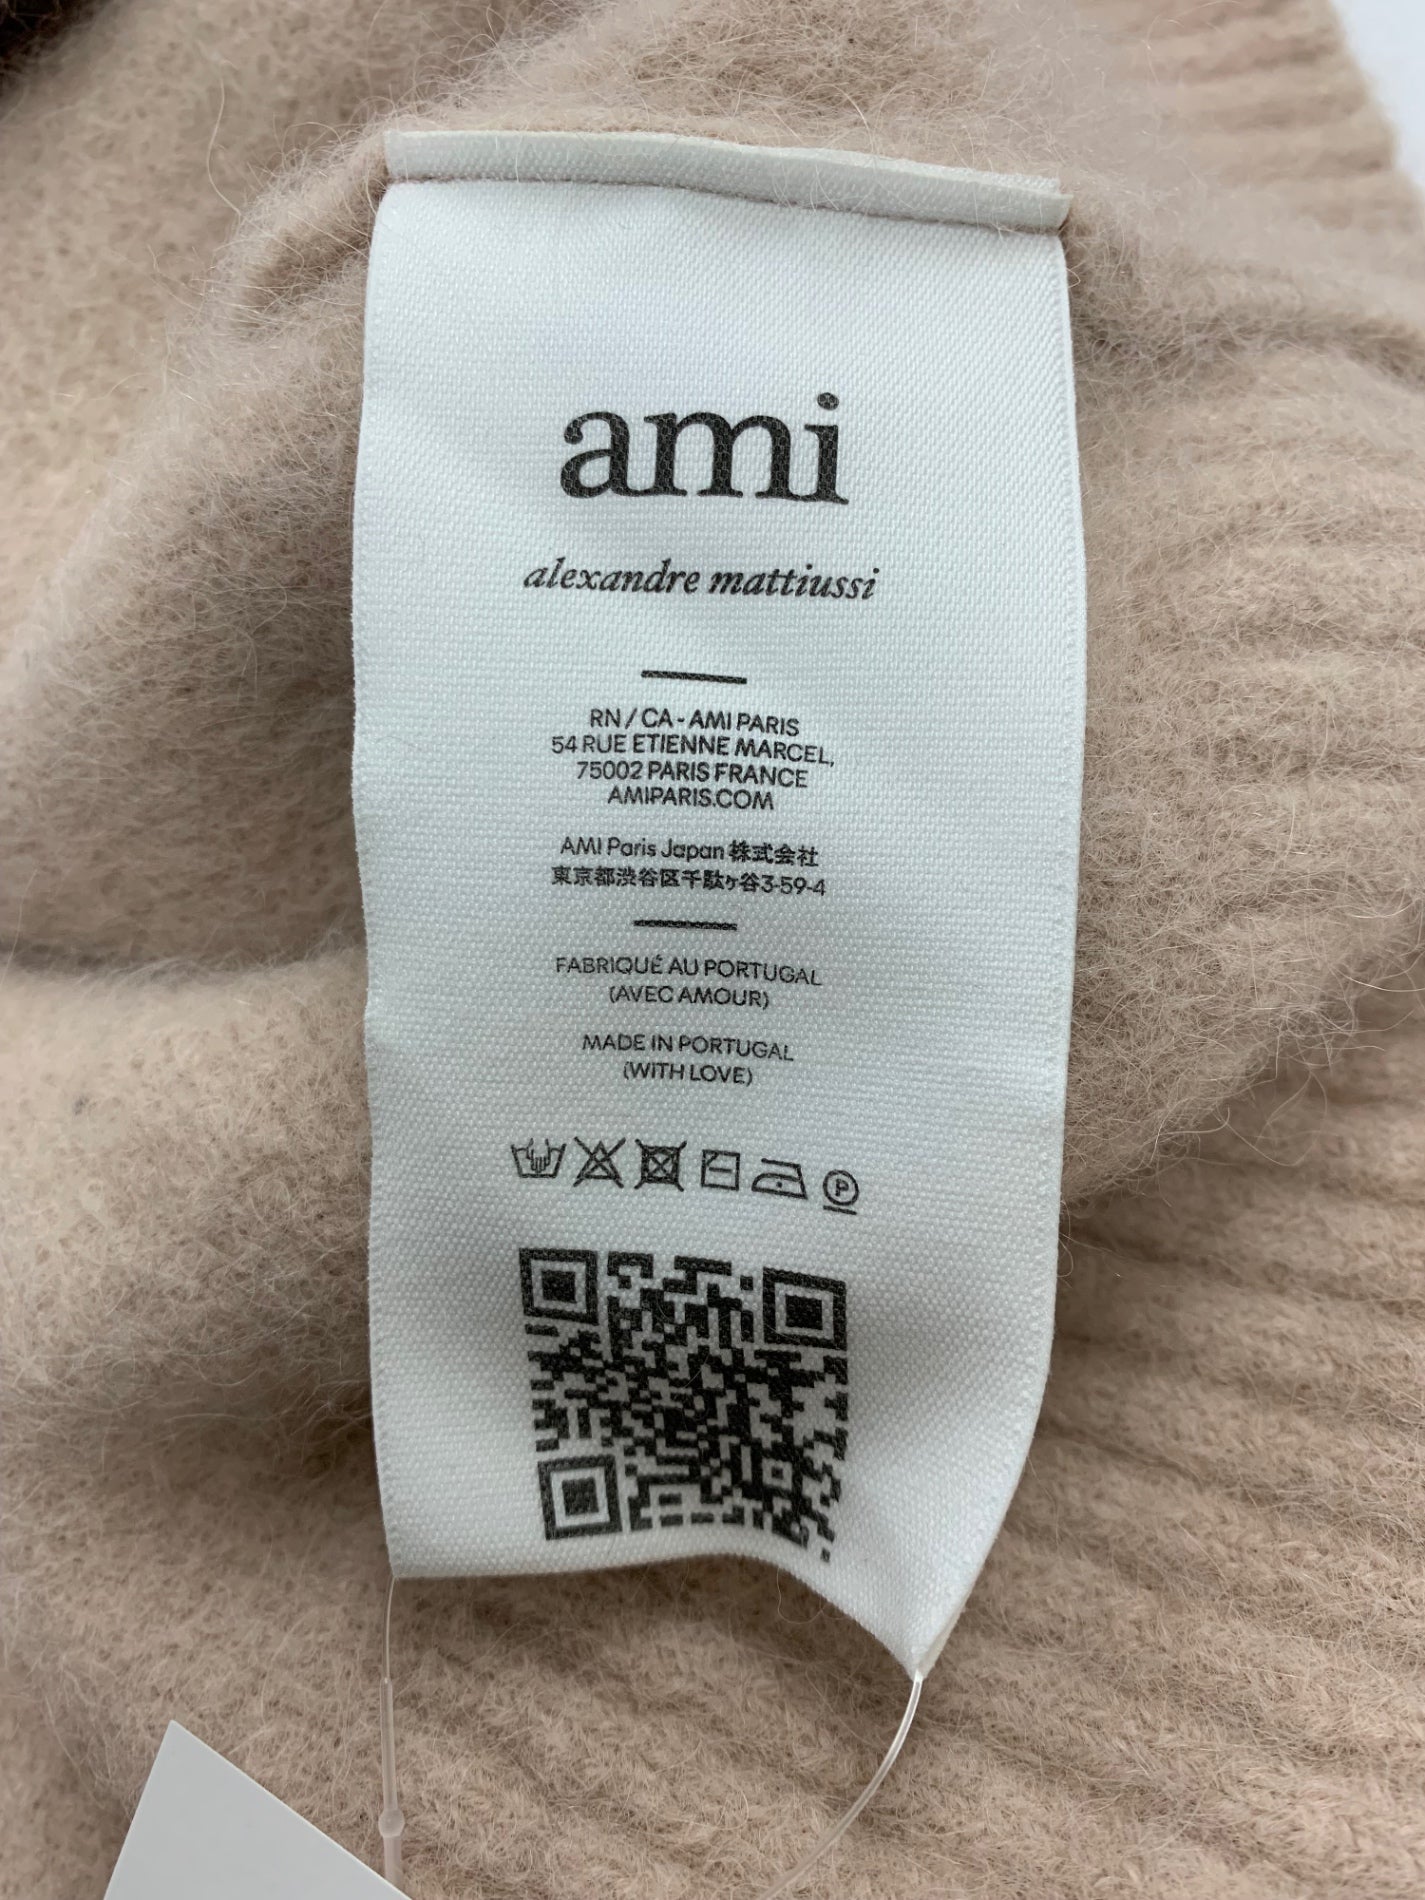 ami
alexandre mattiussi
RN / CA - AMI PARIS
54 RUE ETIENNE MARCEL,
75002 PARIS FRANCE
AMIPARIS.COM
AMI Paris Japan 株式会社
東京都渋谷区千駄ヶ谷3-59-4
FABRIQUÉ AU PORTUGAL
(AVEC AMOUR)
MADE IN PORTUGAL
(WITH LOVE)
P